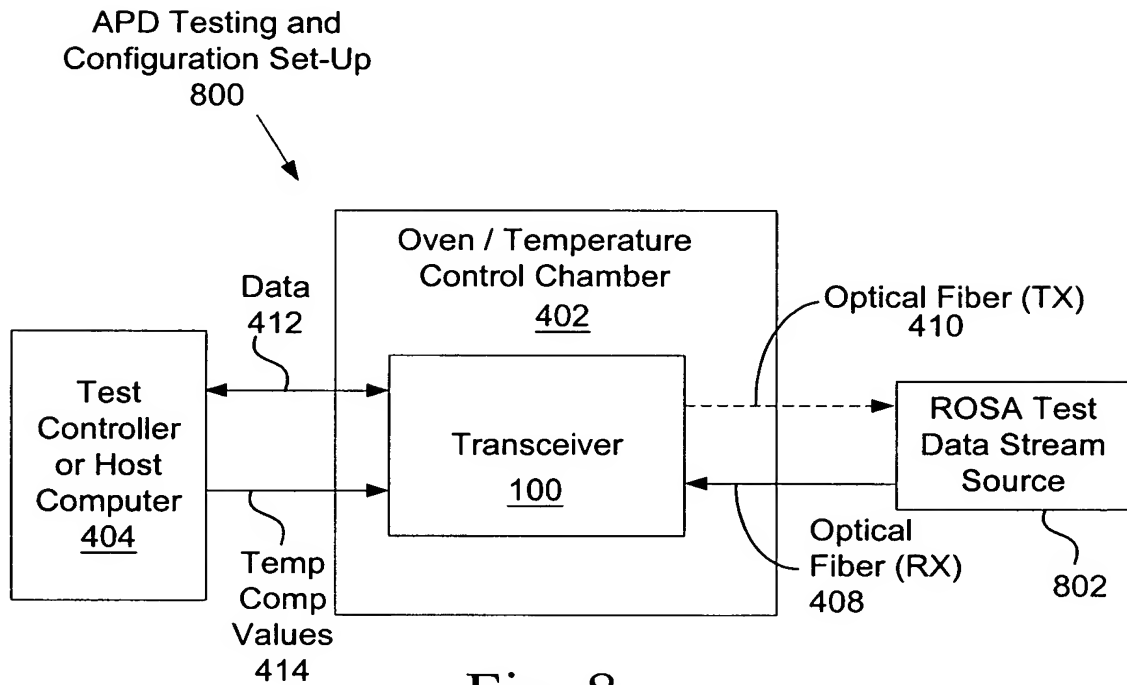 APD Testing and
Configuration Set-Up
800
Oven / Temperature
Control Chamber
402
Data
412
Optical Fiber (TX)
410
Test
Controller
or Host
Computer
404
Transceiver
100
ROSA Test
Data Stream
Source
Temp
Comp
Values
414
Optical
Fiber (RX)
408
802
Fig. 8